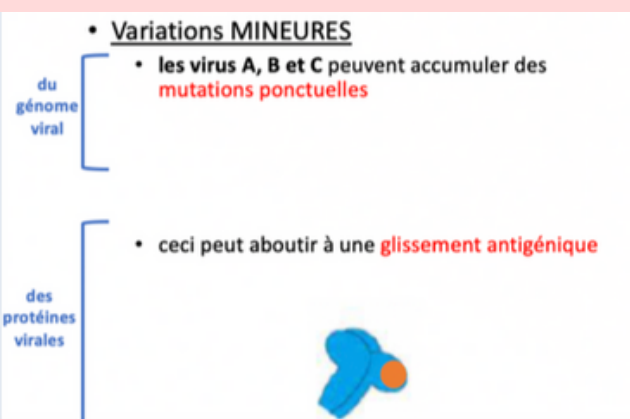 • Variations MINEURES
• les virus A, B et C peuvent accumuler des
mutations ponctuelles
du
génome
viral
• ceci peut aboutir à une glissement antigénique
des
protéines
virales